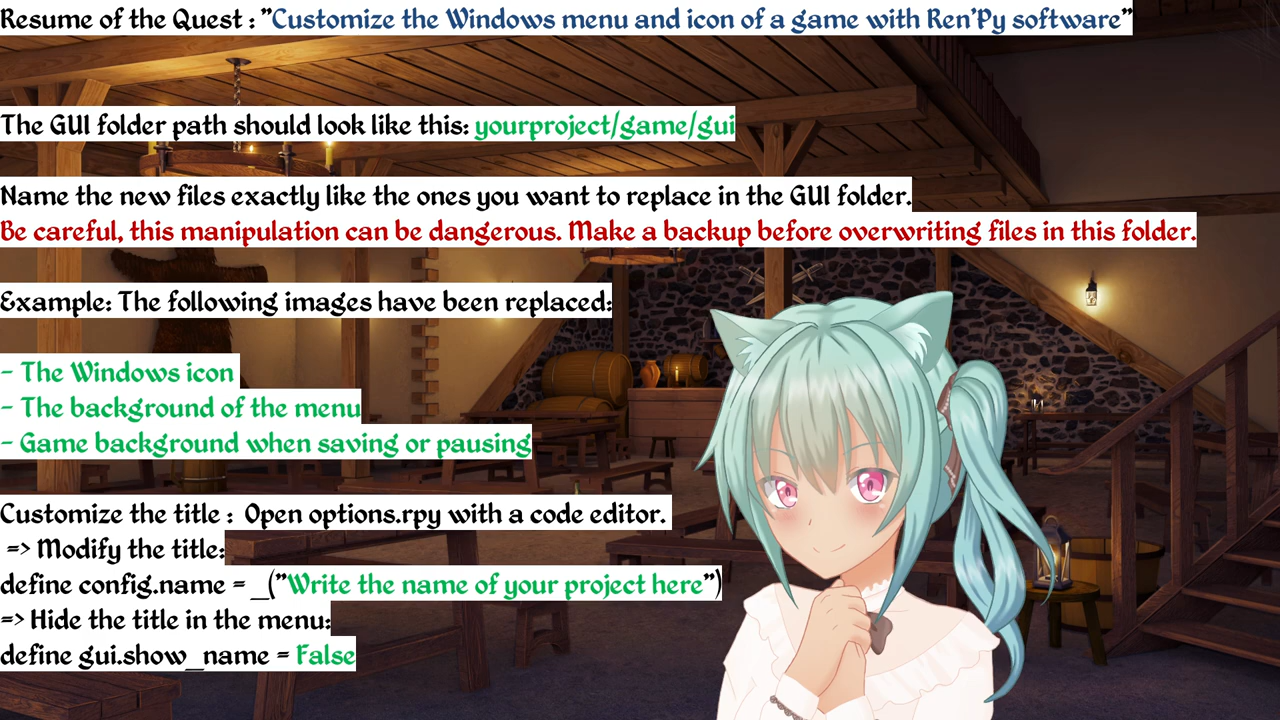 Resume of the Quest : "Customize the Windows menu and icon of a game with Ren'Py software"
The GUI folder path should look like this: yourproject/game/gui
Name the new files exactly like the ones you want to replace in the GUI folder.
Be careful, this manipulation can be dangerous. Make a backup before overwriting files in this folder.
Example: The following images have been replaced:
- The Windows icon
- The background of the menu
- Game background when saving or pausing
Customize the title : Open options.rpy with a code editor.
=> Modify the title:
define config.name = _("Write the name of your project here")
=> Hide the title in the menu:
define gui.show_name = False